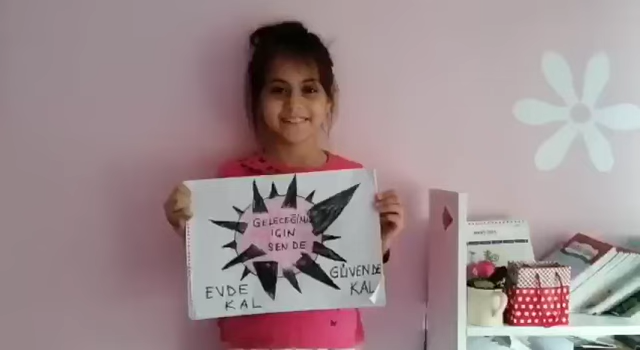 GELECEĞİN
İÇİN
SEN DE
EVDE
KAL
GÜVENDE
KAL